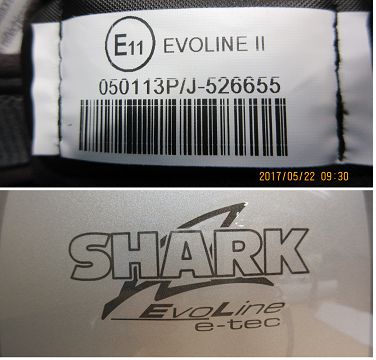 E11 EVOLINE II
050113P/J-526655
2017/05/22 09:30
SHARK
EvoLine
e-tec